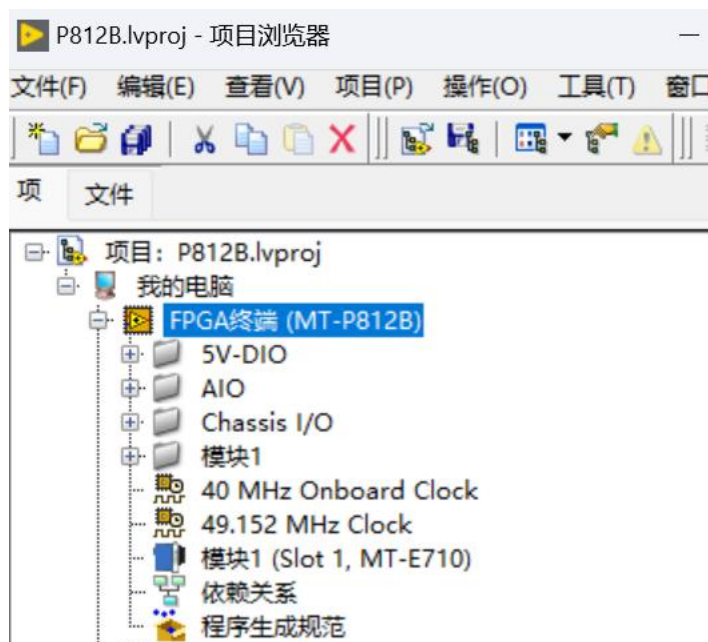 P812B.lvproj - 项目浏览器
文件(F) 编辑(E) 查看(V) 项目(P) 操作(O) 工具(T) 窗口
项 文件
项目：P812B.lvproj
我的电脑
FPGA终端 (MT-P812B)
5V-DIO
AIO
Chassis I/O
模块1
40 MHz Onboard Clock
49.152 MHz Clock
模块1 (Slot 1, MT-E710)
依赖关系
程序生成规范